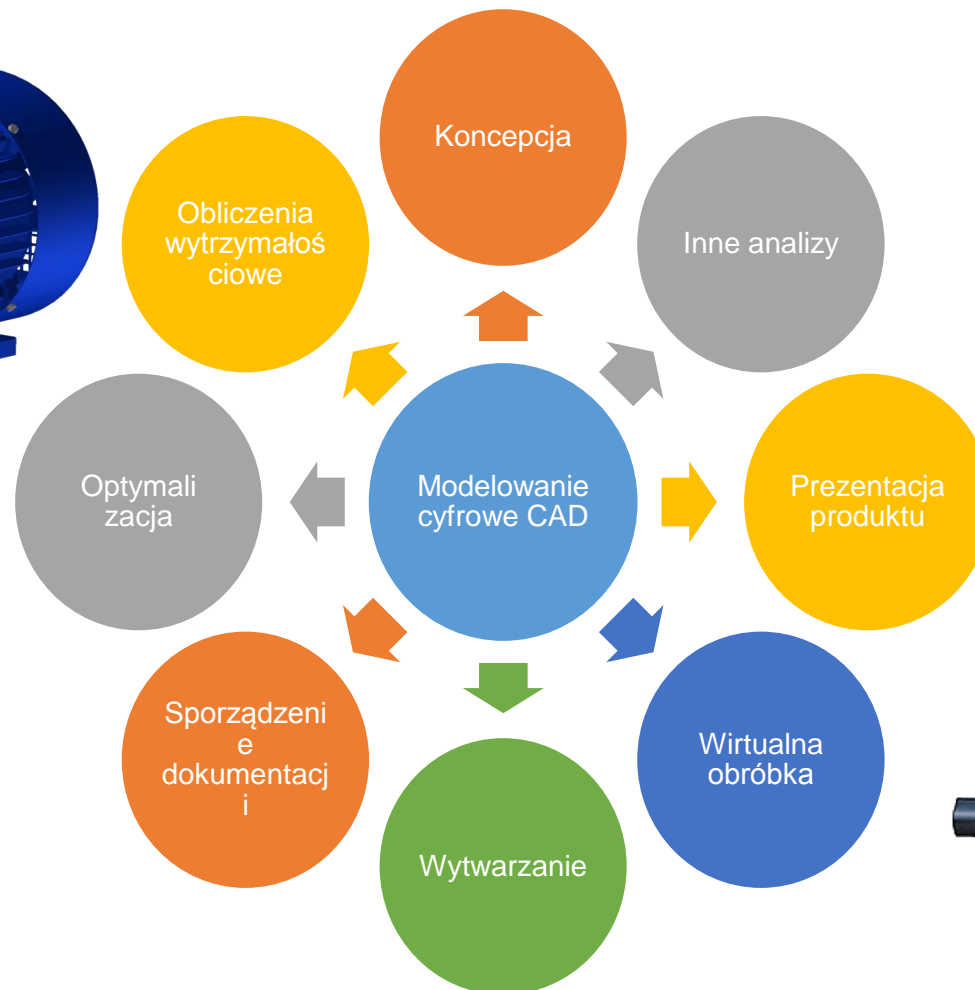 Koncepcja
Inne analizy
Prezentacja
produktu
Wirtualna
obróbka
Wytwarzanie
Sporządzeni
e
dokumentacj
i
Optymali
zacja
Obliczenia
wytrzymałoś
ciowe
Modelowanie
cyfrowe CAD